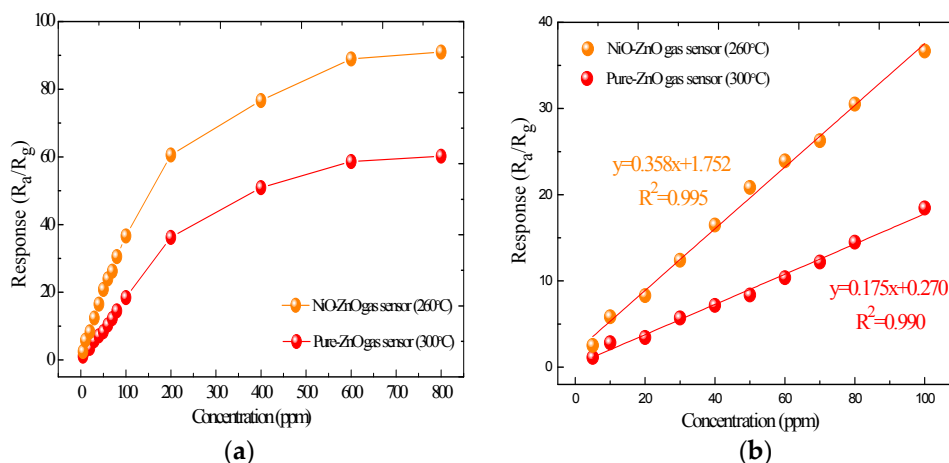 100
80
60
40
20
0
Response (Ra/Rg)
NiO-ZnO gas sensor (260°C)
Pure-ZnO gas sensor (300°C)
0 100 200 300 400 500 600 700 800
Concentration (ppm)
(a)
40
30
20
10
0
Response (Ra/Rg)
NiO-ZnO gas sensor (260°C)
Pure-ZnO gas sensor (300°C)
y=0.358x+1.752
R²=0.995
y=0.175x+0.270
R²=0.990
0 20 40 60 80 100
Concentration (ppm)
(b)